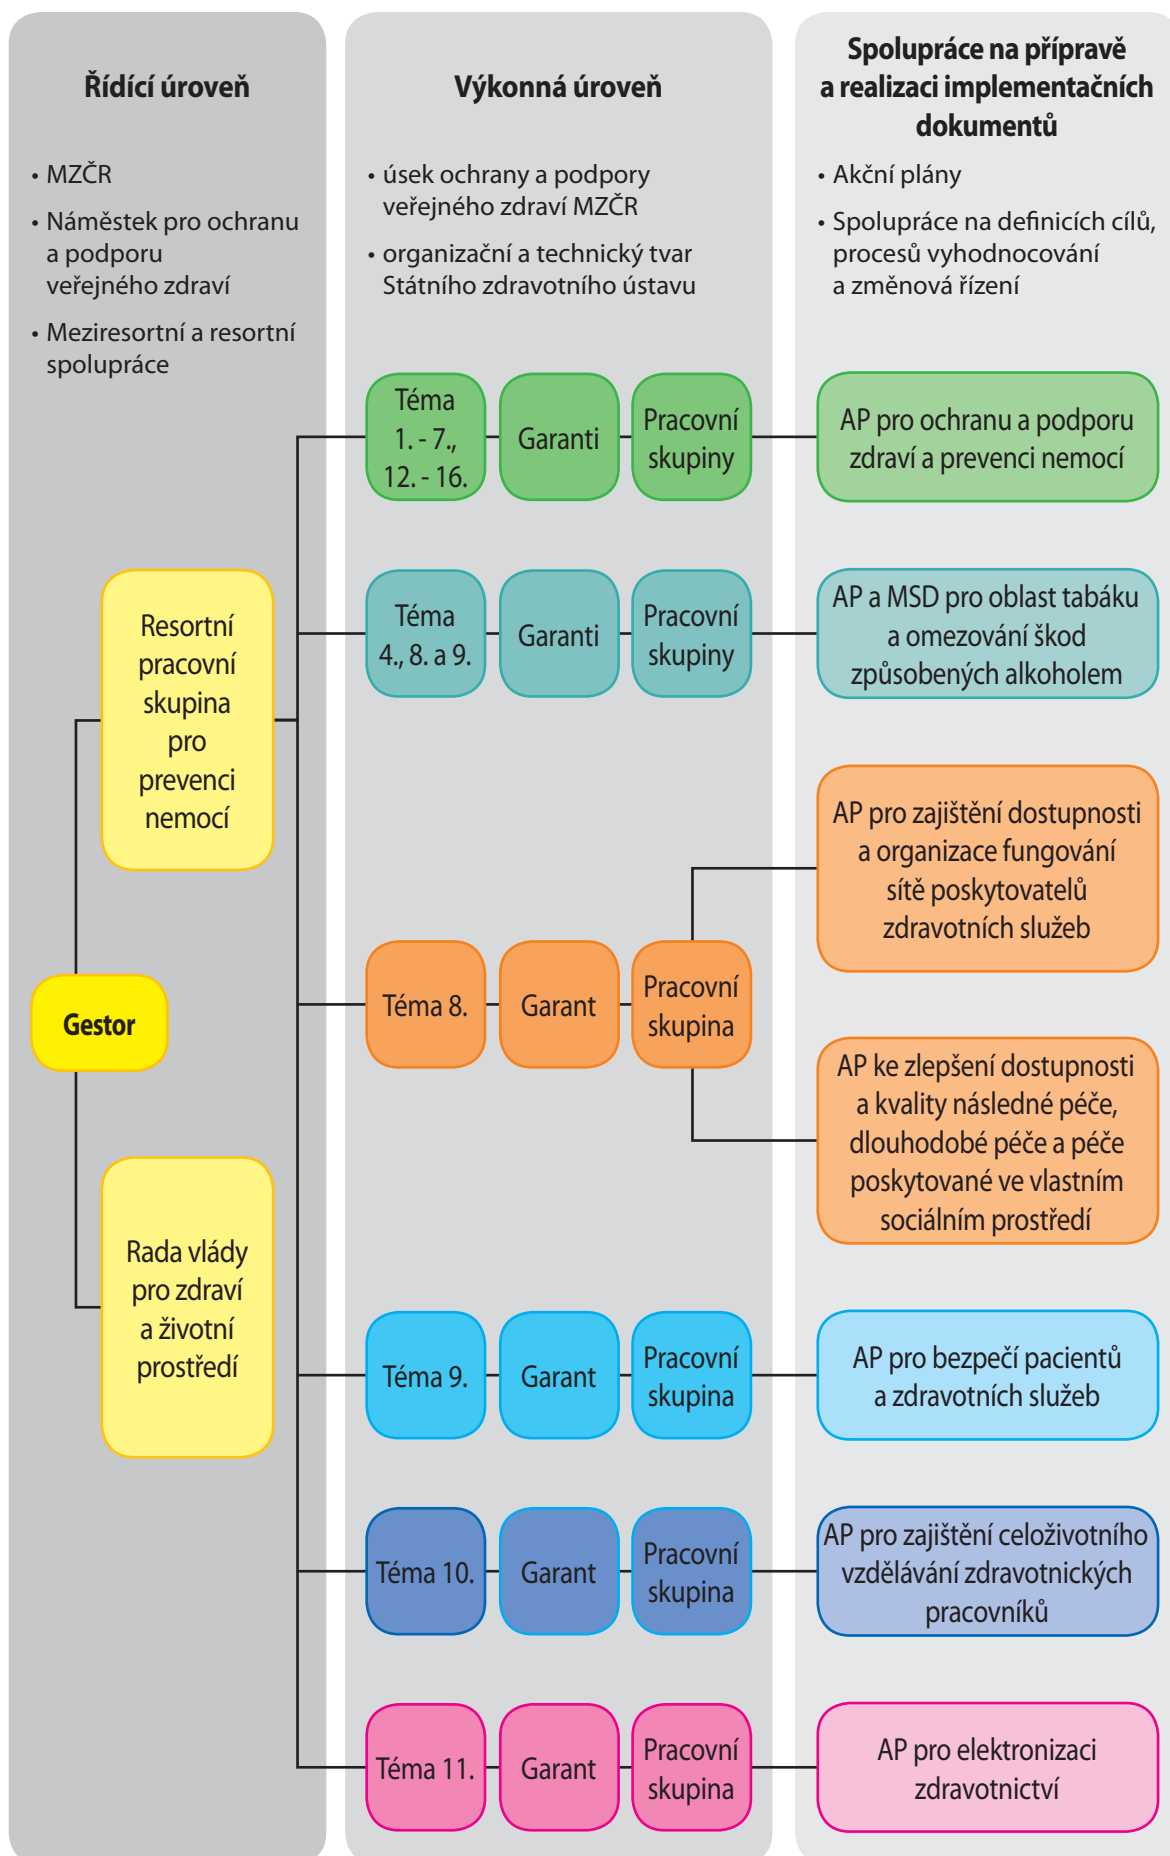 Řídící úroveň
• MZČR
• Náměstek pro ochranu
a podporu
veřejného zdraví
• Meziresortní a resortní
spolupráce
Výkonná úroveň
• úsek ochrany a podpory
veřejného zdraví MZČR
• organizační a technický tvar
Státního zdravotního ústavu
Spolupráce na přípravě
a realizaci implementačních
dokumentů
• Akční plány
• Spolupráce na definicích cílů,
procesů vyhodnocování
a změnová řízení
Gestor
Resortní
pracovní
skupina
pro
prevenci
nemocí
Rada vlády
pro zdraví
a životní
prostředí
Téma
1. - 7.,
12. - 16.
Garanti
Pracovní
skupiny
AP pro ochranu a podporu
zdraví a prevenci nemocí
Téma
4., 8. a 9.
Garanti
Pracovní
skupiny
AP a MSD pro oblast tabáku
a omezování škod
způsobených alkoholem
Téma 8.
Garant
Pracovní
skupina
AP pro zajištění dostupnosti
a organizace fungování
sítě poskytovatelů
zdravotních služeb
AP ke zlepšení dostupnosti
a kvality následné péče,
dlouhodobé péče a péče
poskytované ve vlastním
sociálním prostředí
Téma 9.
Garant
Pracovní
skupina
AP pro bezpečí pacientů
a zdravotních služeb
Téma 10.
Garant
Pracovní
skupina
AP pro zajištění celoživotního
vzdělávání zdravotnických
pracovníků
Téma 11.
Garant
Pracovní
skupina
AP pro elektronizaci
zdravotnictví